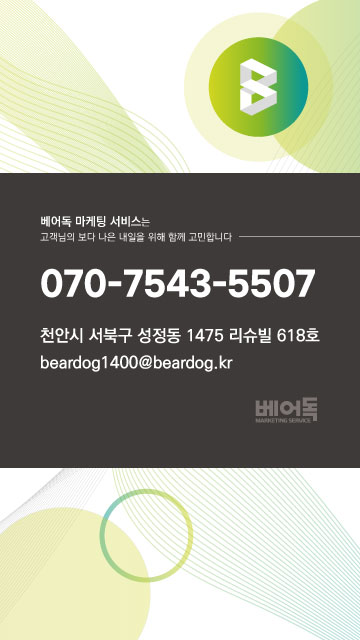 B
베어독 마케팅 서비스는
고객님의 보다 나은 내일을 위해 함께 고민합니다
070-7543-5507
천안시 서북구 성정동 1475 리슈빌 618호
beardog1400@beardog.kr
베어독
MARKETING SERVICE